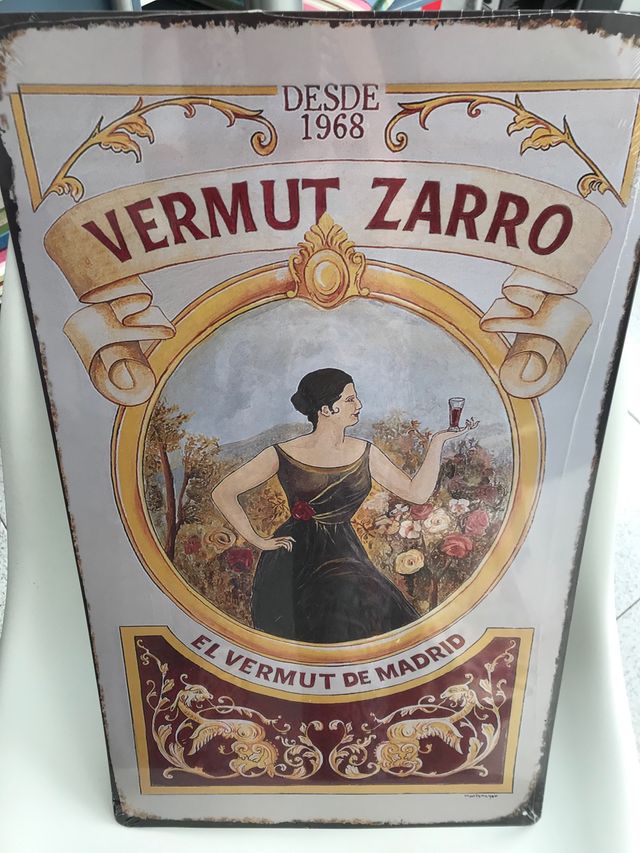 DESDE
1968
VERMUT ZARRO
EL VERMUT DE MADRID